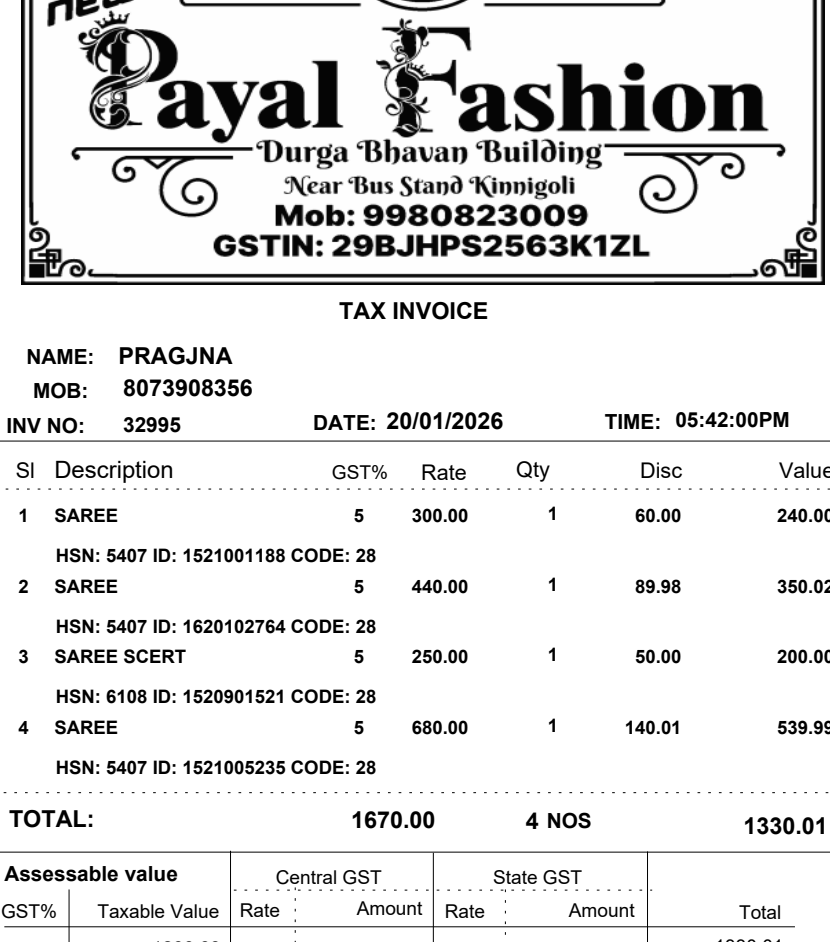 new
Payal Fashion
Durga Bhavan Building
Near Bus Stand Kinnigoli
Mob: 9980823009
GSTIN: 29BJHPS2563K1ZL
TAX INVOICE
NAME: PRAGJNA
MOB: 8073908356
INV NO: 32995 DATE: 20/01/2026 TIME: 05:42:00PM
Sl Description GST% Rate Qty Disc Value
1 SAREE 5 300.00 1 60.00 240.00
HSN: 5407 ID: 1521001188 CODE: 28
2 SAREE 5 440.00 1 89.98 350.02
HSN: 5407 ID: 1620102764 CODE: 28
3 SAREE SCERT 5 250.00 1 50.00 200.00
HSN: 6108 ID: 1520901521 CODE: 28
4 SAREE 5 680.00 1 140.01 539.99
HSN: 5407 ID: 1521005235 CODE: 28
TOTAL: 1670.00 4 NOS 1330.01
Assessable value Central GST State GST
GST% Taxable Value Rate Amount Rate Amount Total